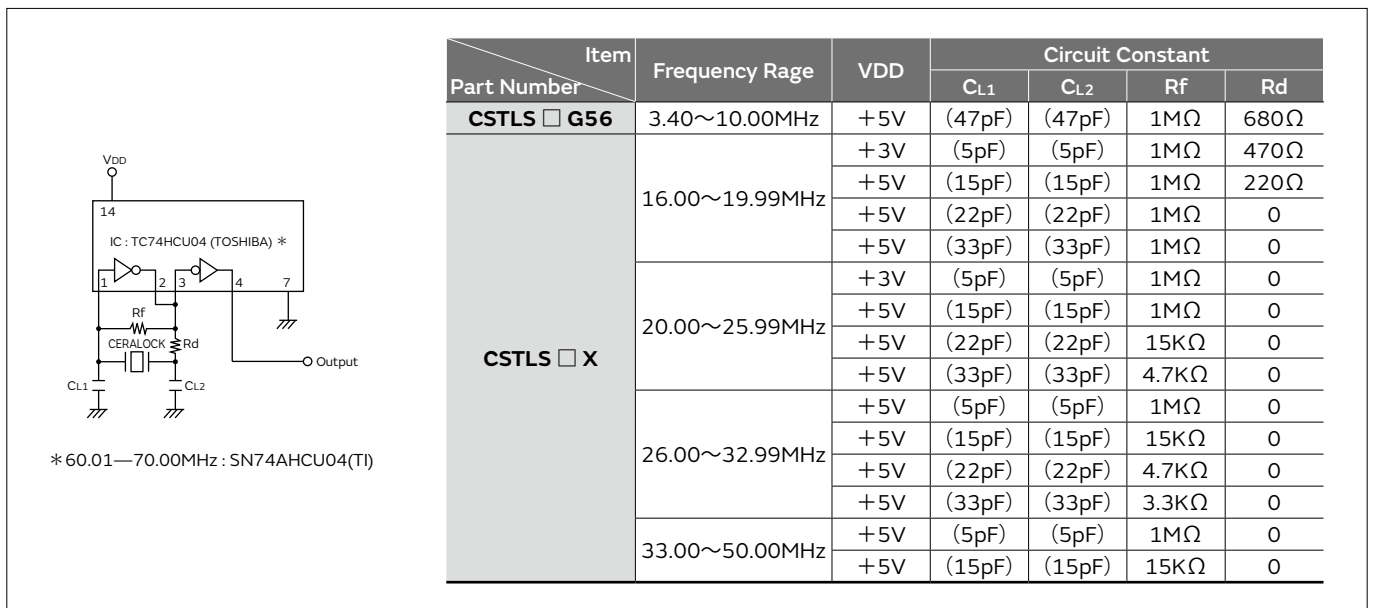 Item
Part Number
Frequency Rage
VDD
Circuit Constant
CL1 CL2 Rf Rd
CSTLS □ G56 3.40～10.00MHz ＋5V (47pF) (47pF) 1MΩ 680Ω
CSTLS □ X
16.00～19.99MHz
＋3V (5pF) (5pF) 1MΩ 470Ω
＋5V (15pF) (15pF) 1MΩ 220Ω
＋5V (22pF) (22pF) 1MΩ 0
＋5V (33pF) (33pF) 1MΩ 0
20.00～25.99MHz
＋3V (5pF) (5pF) 1MΩ 0
＋5V (15pF) (15pF) 1MΩ 0
＋5V (22pF) (22pF) 15KΩ 0
＋5V (33pF) (33pF) 4.7KΩ 0
26.00～32.99MHz
＋5V (5pF) (5pF) 1MΩ 0
＋5V (15pF) (15pF) 15KΩ 0
＋5V (22pF) (22pF) 4.7KΩ 0
＋5V (33pF) (33pF) 3.3KΩ 0
33.00～50.00MHz
＋5V (5pF) (5pF) 1MΩ 0
＋5V (15pF) (15pF) 15KΩ 0
VDD
14
IC : TC74HCU04 (TOSHIBA) ＊
1 2 3 4 7
Rf
CERALOCK Rd
Output
CL1 CL2
＊60.01—70.00MHz : SN74AHCU04(TI)